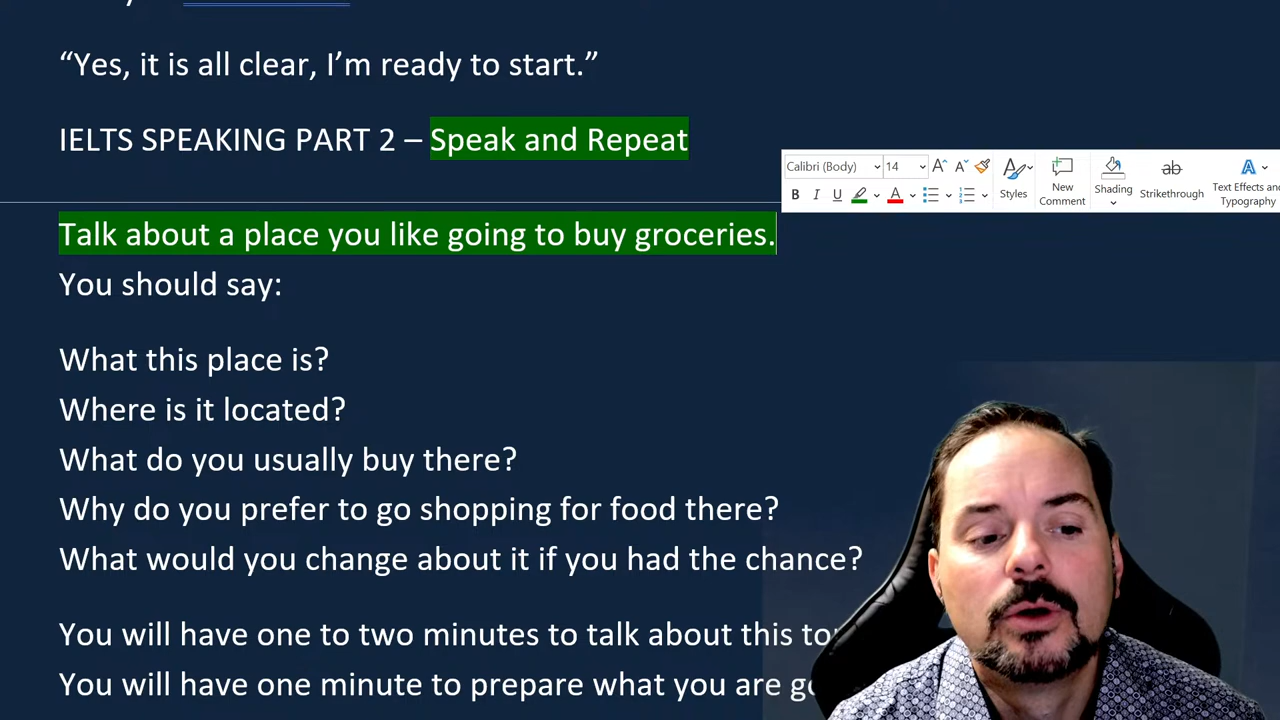 “Yes, it is all clear, I’m ready to start.”
IELTS SPEAKING PART 2 – Speak and Repeat
Calibri (Body) 14
Styles
New Comment
Shading
Strikethrough
Text Effects and Typography
B I U A
Talk about a place you like going to buy groceries.
You should say:
What this place is?
Where is it located?
What do you usually buy there?
Why do you prefer to go shopping for food there?
What would you change about it if you had the chance?
You will have one to two minutes to talk about this
You will have one minute to prepare what you are